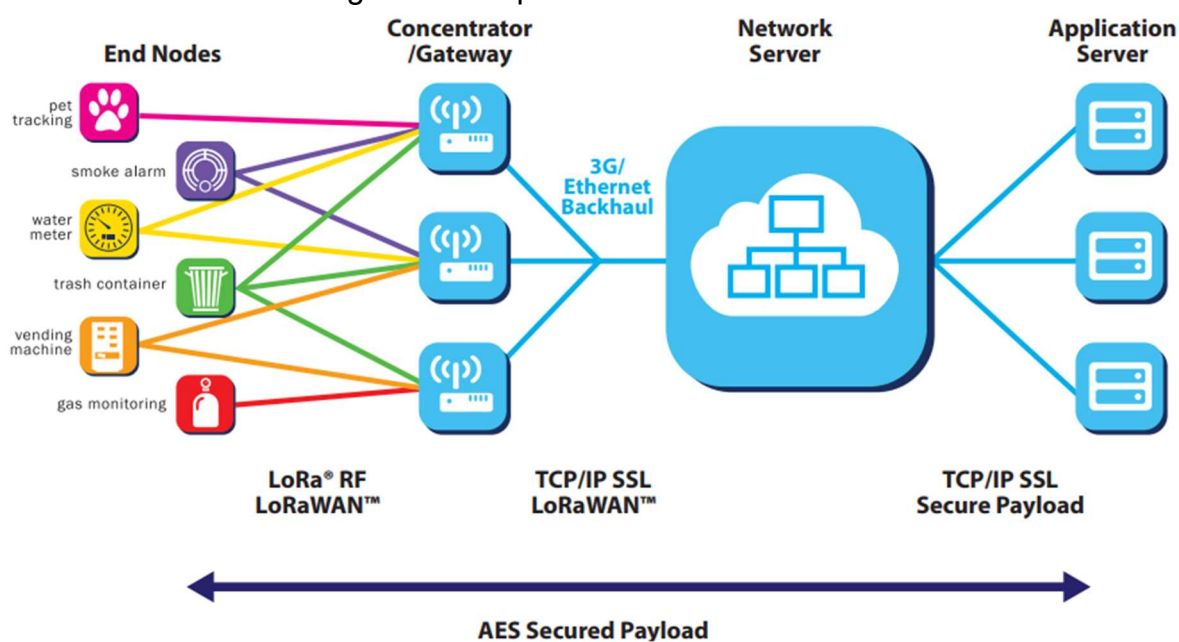 End Nodes
Concentrator
/Gateway
Network
Server
Application
Server
pet
tracking
smoke alarm
water
meter
trash container
vending
machine
gas monitoring
3G/
Ethernet
Backhaul
LoRa® RF
LoRaWAN™
TCP/IP SSL
LoRaWAN™
TCP/IP SSL
Secure Payload
AES Secured Payload